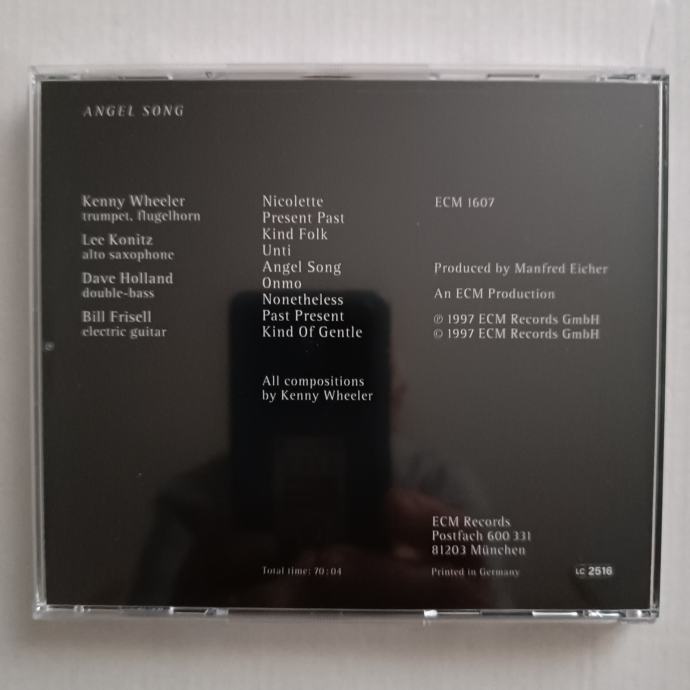 ANGEL SONG
Kenny Wheeler
trumpet, flugelhorn
Lee Konitz
alto saxophone
Dave Holland
double-bass
Bill Frisell
electric guitar
Nicolette
Present Past
Kind Folk
Unti
Angel Song
Onmo
Nonetheless
Past Present
Kind Of Gentle
All compositions
by Kenny Wheeler
Total time: 70:04
ECM 1607
Produced by Manfred Eicher
An ECM Production
℗ 1997 ECM Records GmbH
© 1997 ECM Records GmbH
ECM Records
Postfach 600 331
81203 München
Printed in Germany
LC 2516